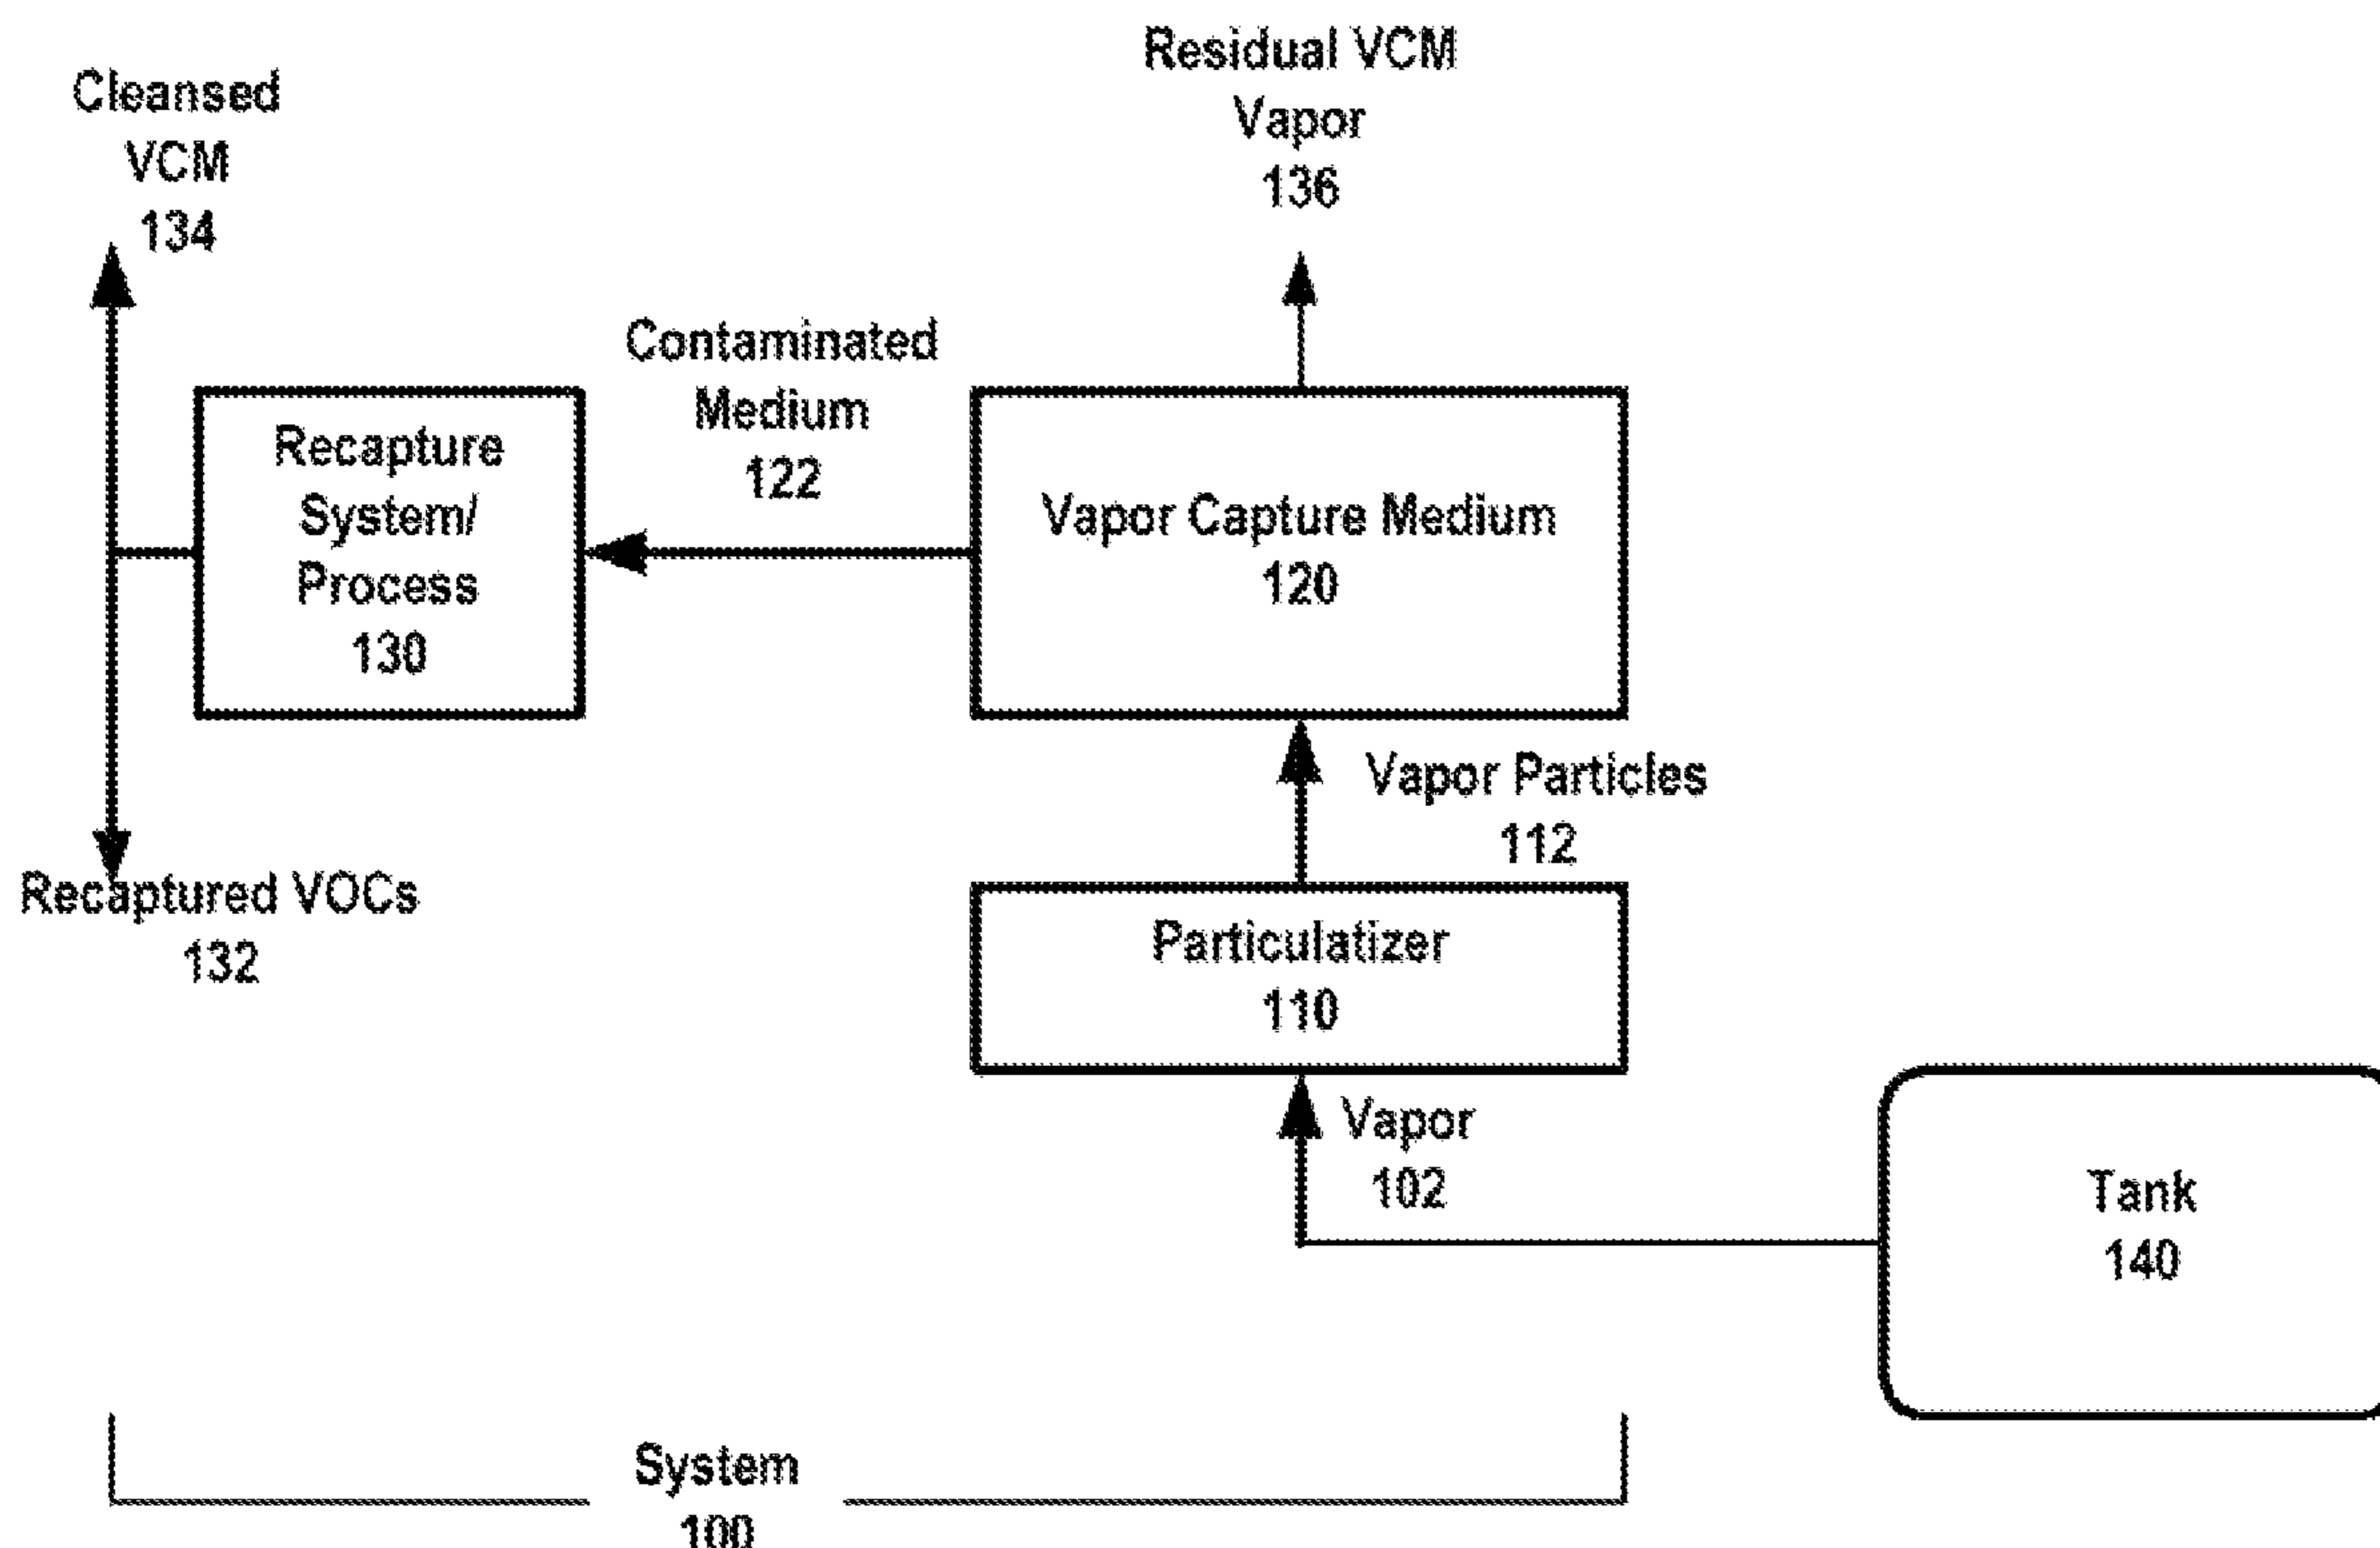 Residual VCM
Vapor
136
Cleansed
VCM
134
Contaminated
Medium
122
Recapture
System/
Process
130
Vapor Capture Medium
120
Vapor Particles
112
Recaptured VOCs
132
Particulatizer
110
Vapor
102
Tank
140
System
100